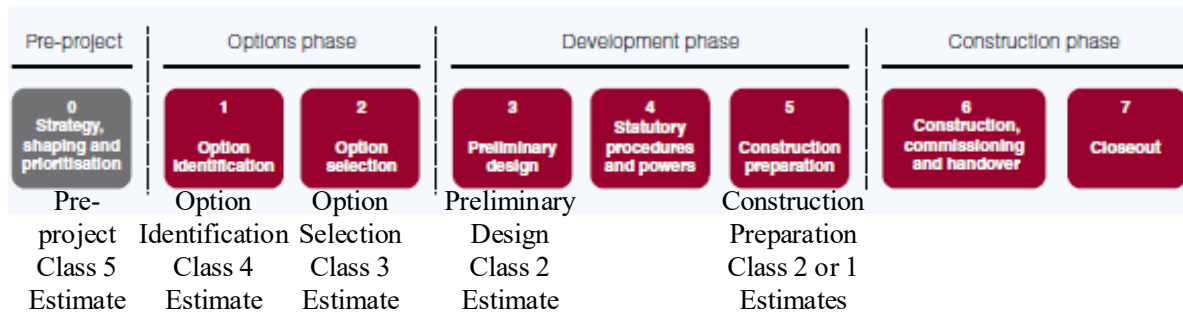 Pre-project
Options phase
Development phase
Construction phase
0
Strategy,
shaping and
prioritisation
1
Option
identification
2
Option
selection
3
Preliminary
design
4
Statutory
procedures
and powers
5
Construction
preparation
6
Construction,
commissioning
and handover
7
Closeout
Pre-
project
Class 5
Estimate
Option
Identification
Class 4
Estimate
Option
Selection
Class 3
Estimate
Preliminary
Design
Class 2
Estimate
Construction
Preparation
Class 2 or 1
Estimates